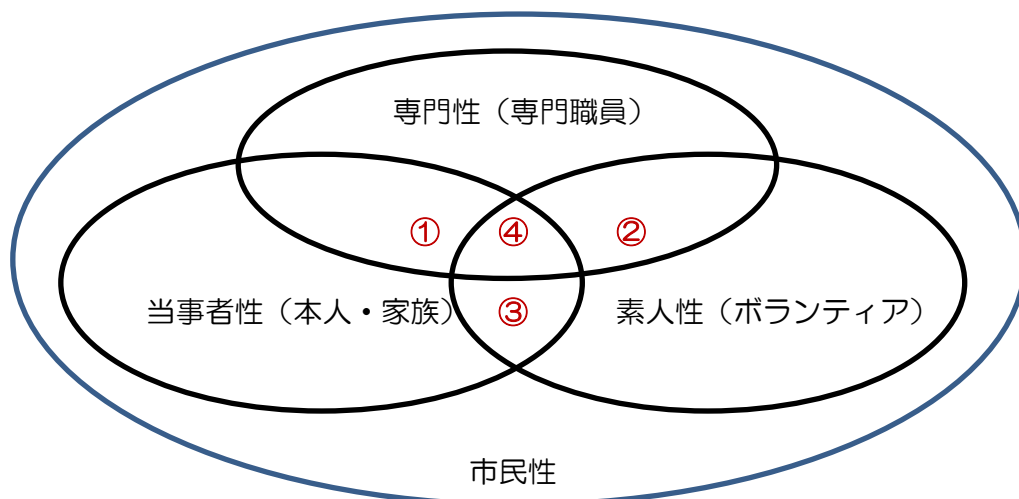 専門性（専門職員）
① ④ ②
当事者性（本人・家族） ③ 素人性（ボランティア）
市民性